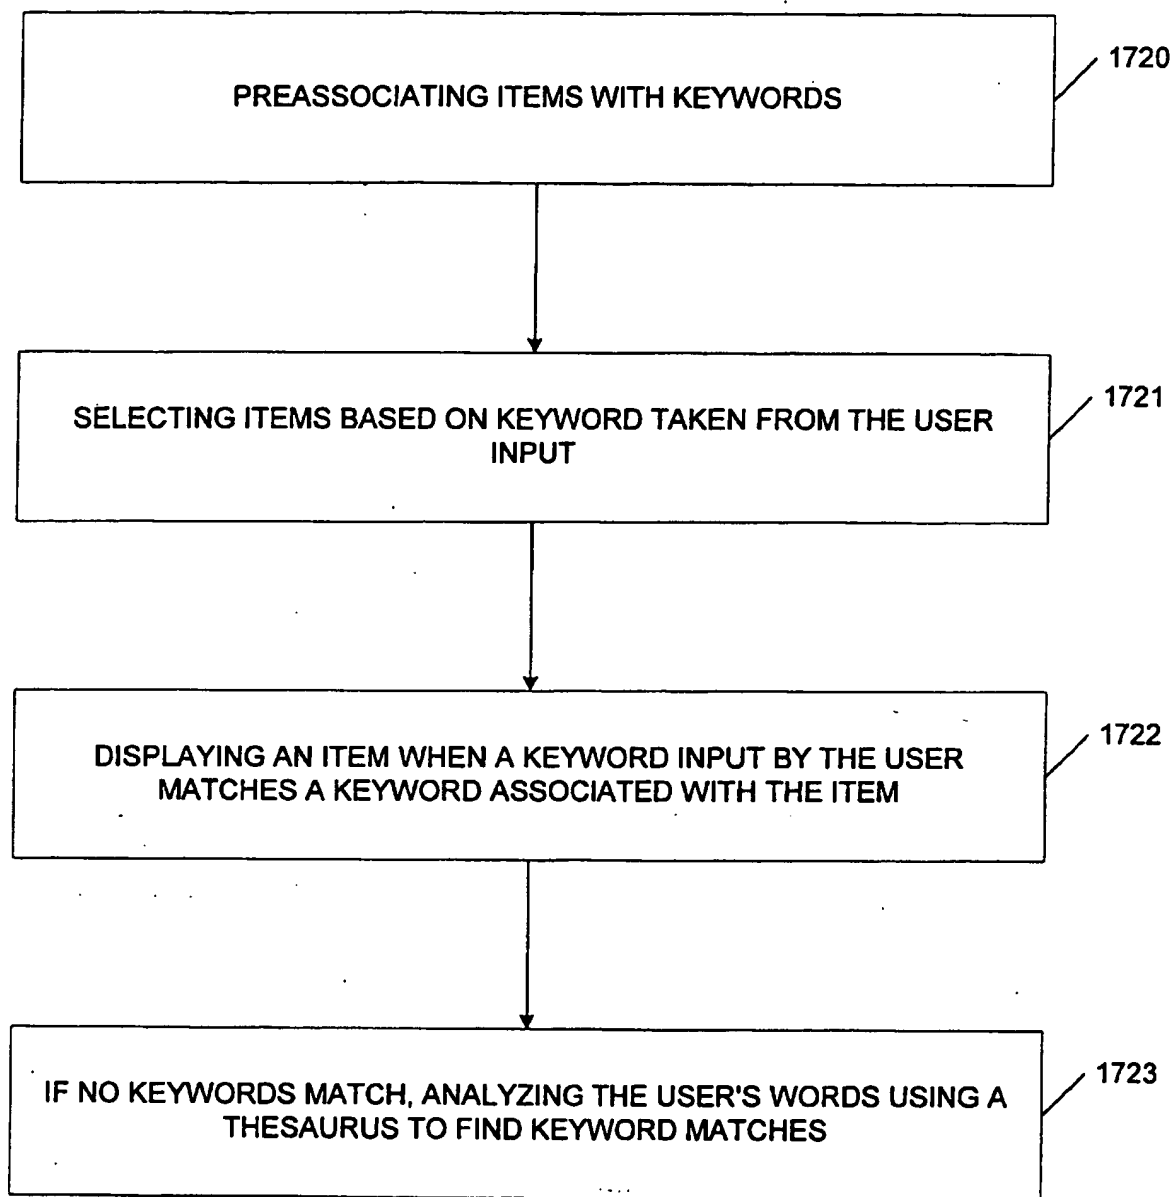 1720
PREASSOCIATING ITEMS WITH KEYWORDS
1721
SELECTING ITEMS BASED ON KEYWORD TAKEN FROM THE USER
INPUT
1722
DISPLAYING AN ITEM WHEN A KEYWORD INPUT BY THE USER
MATCHES A KEYWORD ASSOCIATED WITH THE ITEM
1723
IF NO KEYWORDS MATCH, ANALYZING THE USER'S WORDS USING A
THESAURUS TO FIND KEYWORD MATCHES